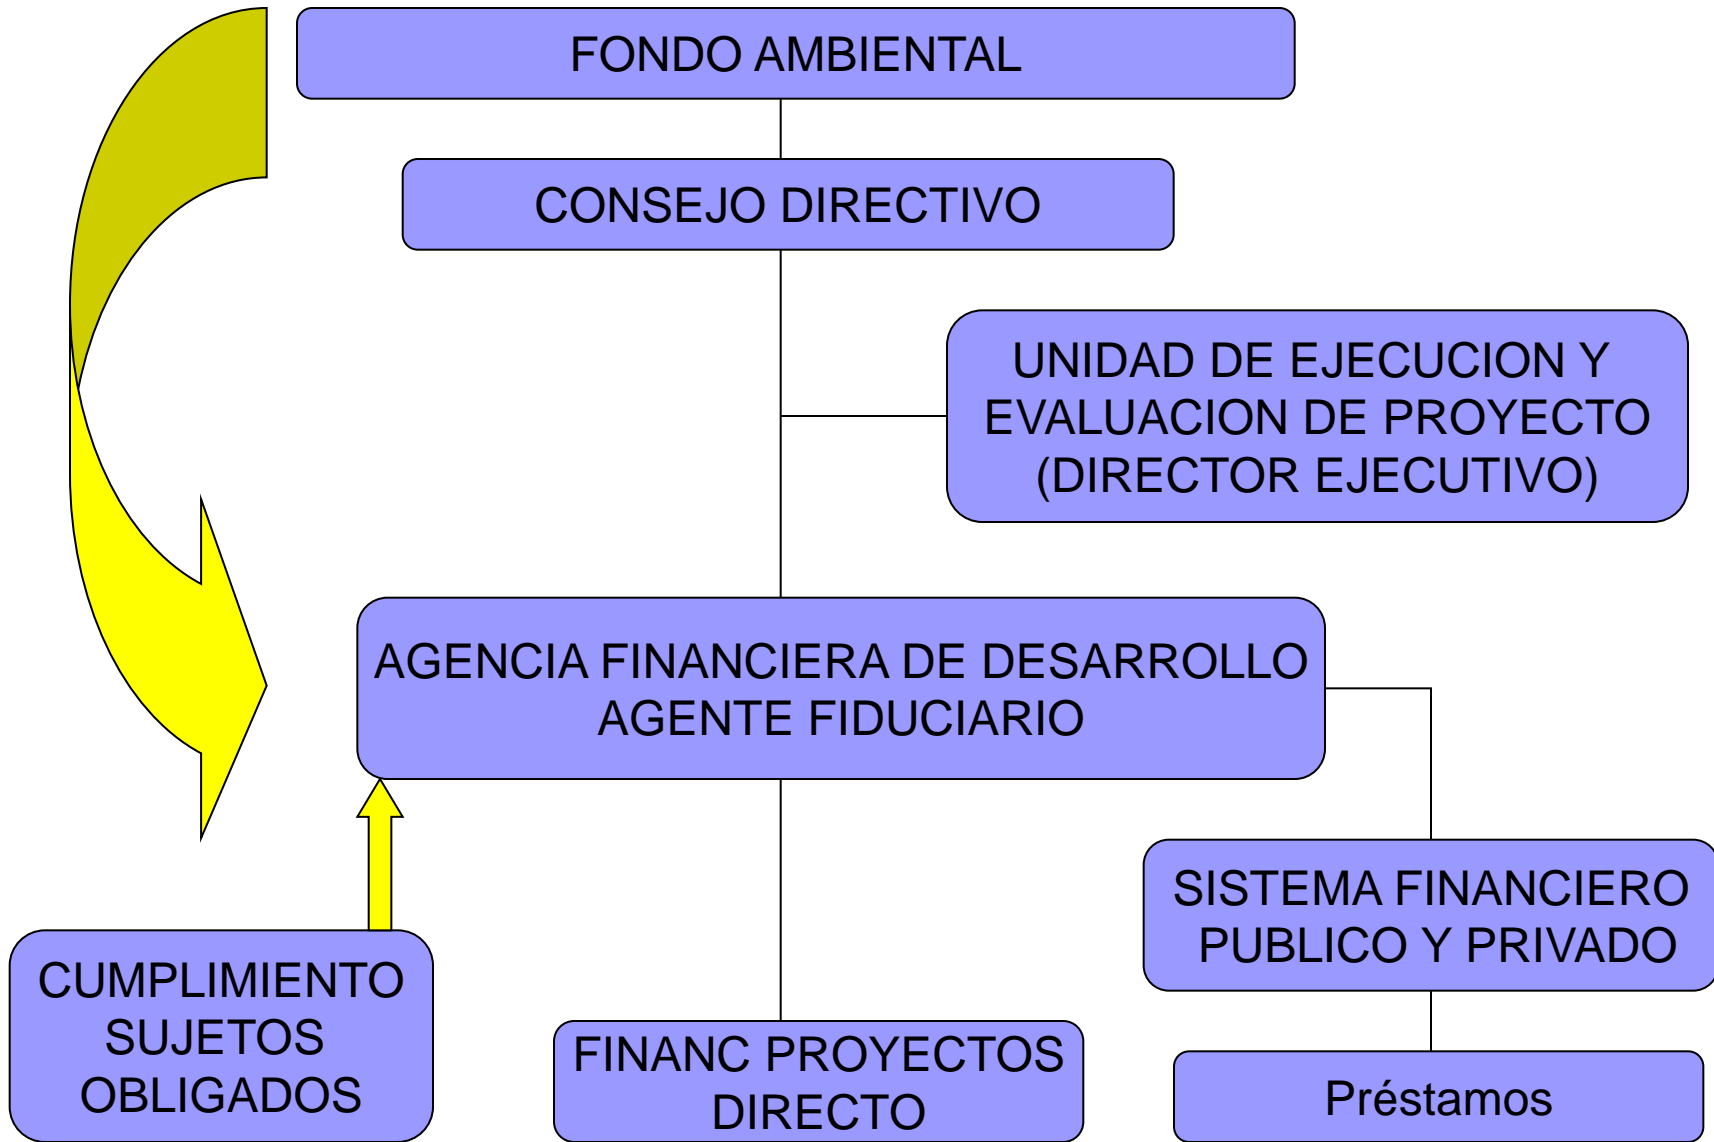 FONDO AMBIENTAL
CONSEJO DIRECTIVO
UNIDAD DE EJECUCION Y
EVALUACION DE PROYECTO
(DIRECTOR EJECUTIVO)
AGENCIA FINANCIERA DE DESARROLLO
AGENTE FIDUCIARIO
SISTEMA FINANCIERO
PUBLICO Y PRIVADO
CUMPLIMIENTO
SUJETOS
OBLIGADOS
FINANC PROYECTOS
DIRECTO
Préstamos